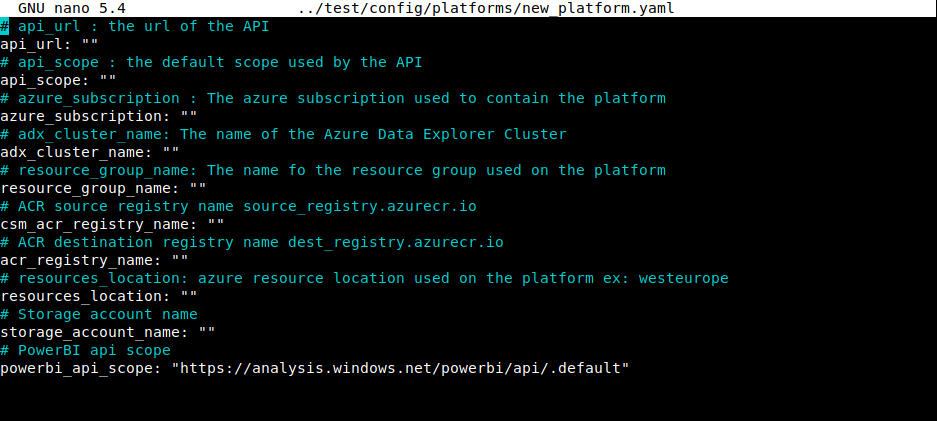 GNU nano 5.4 ../test/config/platforms/new_platform.yaml
# api_url : the url of the API
api_url: ""
# api_scope : the default scope used by the API
api_scope: ""
# azure_subscription : The azure subscription used to contain the platform
azure_subscription: ""
# adx_cluster_name: The name of the Azure Data Explorer Cluster
adx_cluster_name: ""
# resource_group_name: The name fo the resource group used on the platform
resource_group_name: ""
# ACR source registry name source_registry.azurecr.io
csm_acr_registry_name: ""
# ACR destination registry name dest_registry.azurecr.io
acr_registry_name: ""
# resources_location: azure resource location used on the platform ex: westeurope
resources_location: ""
# Storage account name
storage_account_name: ""
# PowerBI api scope
powerbi_api_scope: "https://analysis.windows.net/powerbi/api/.default"